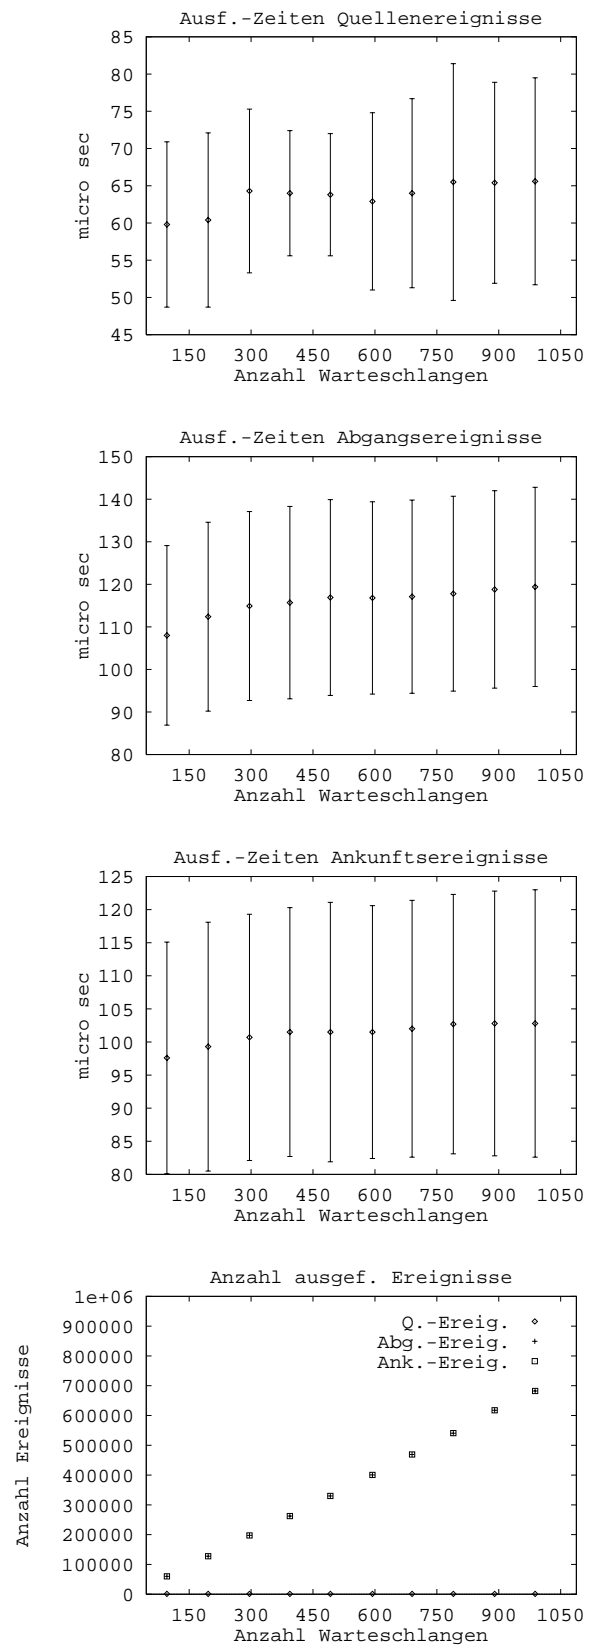 Ausf.-Zeiten Quellenereignisse
85
80
75
70
65
60
55
50
45
micro sec
150 300 450 600 750 900 1050
Anzahl Warteschlangen
Ausf.-Zeiten Abgangsereignisse
150
140
130
120
110
100
90
80
micro sec
150 300 450 600 750 900 1050
Anzahl Warteschlangen
Ausf.-Zeiten Ankunftsereignisse
125
120
115
110
105
100
95
90
85
80
micro sec
150 300 450 600 750 900 1050
Anzahl Warteschlangen
Anzahl ausgef. Ereignisse
1e+06
900000
800000
700000
600000
500000
400000
300000
200000
100000
0
Anzahl Ereignisse
Q.-Ereig.
Abg.-Ereig.
Ank.-Ereig.
150 300 450 600 750 900 1050
Anzahl Warteschlangen